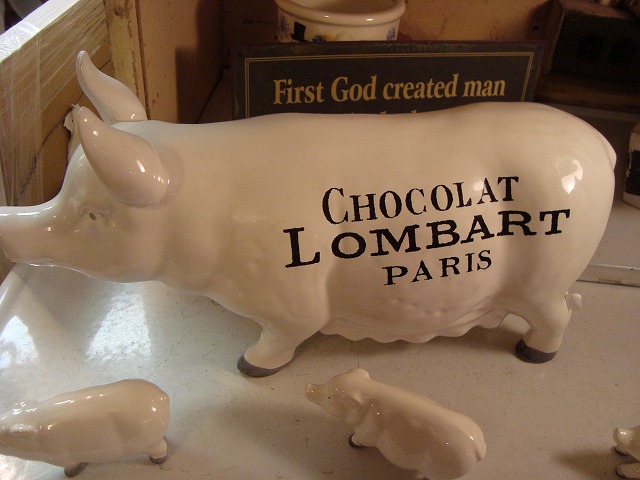 First God created man
CHOCOLAT
LOMBART
PARIS